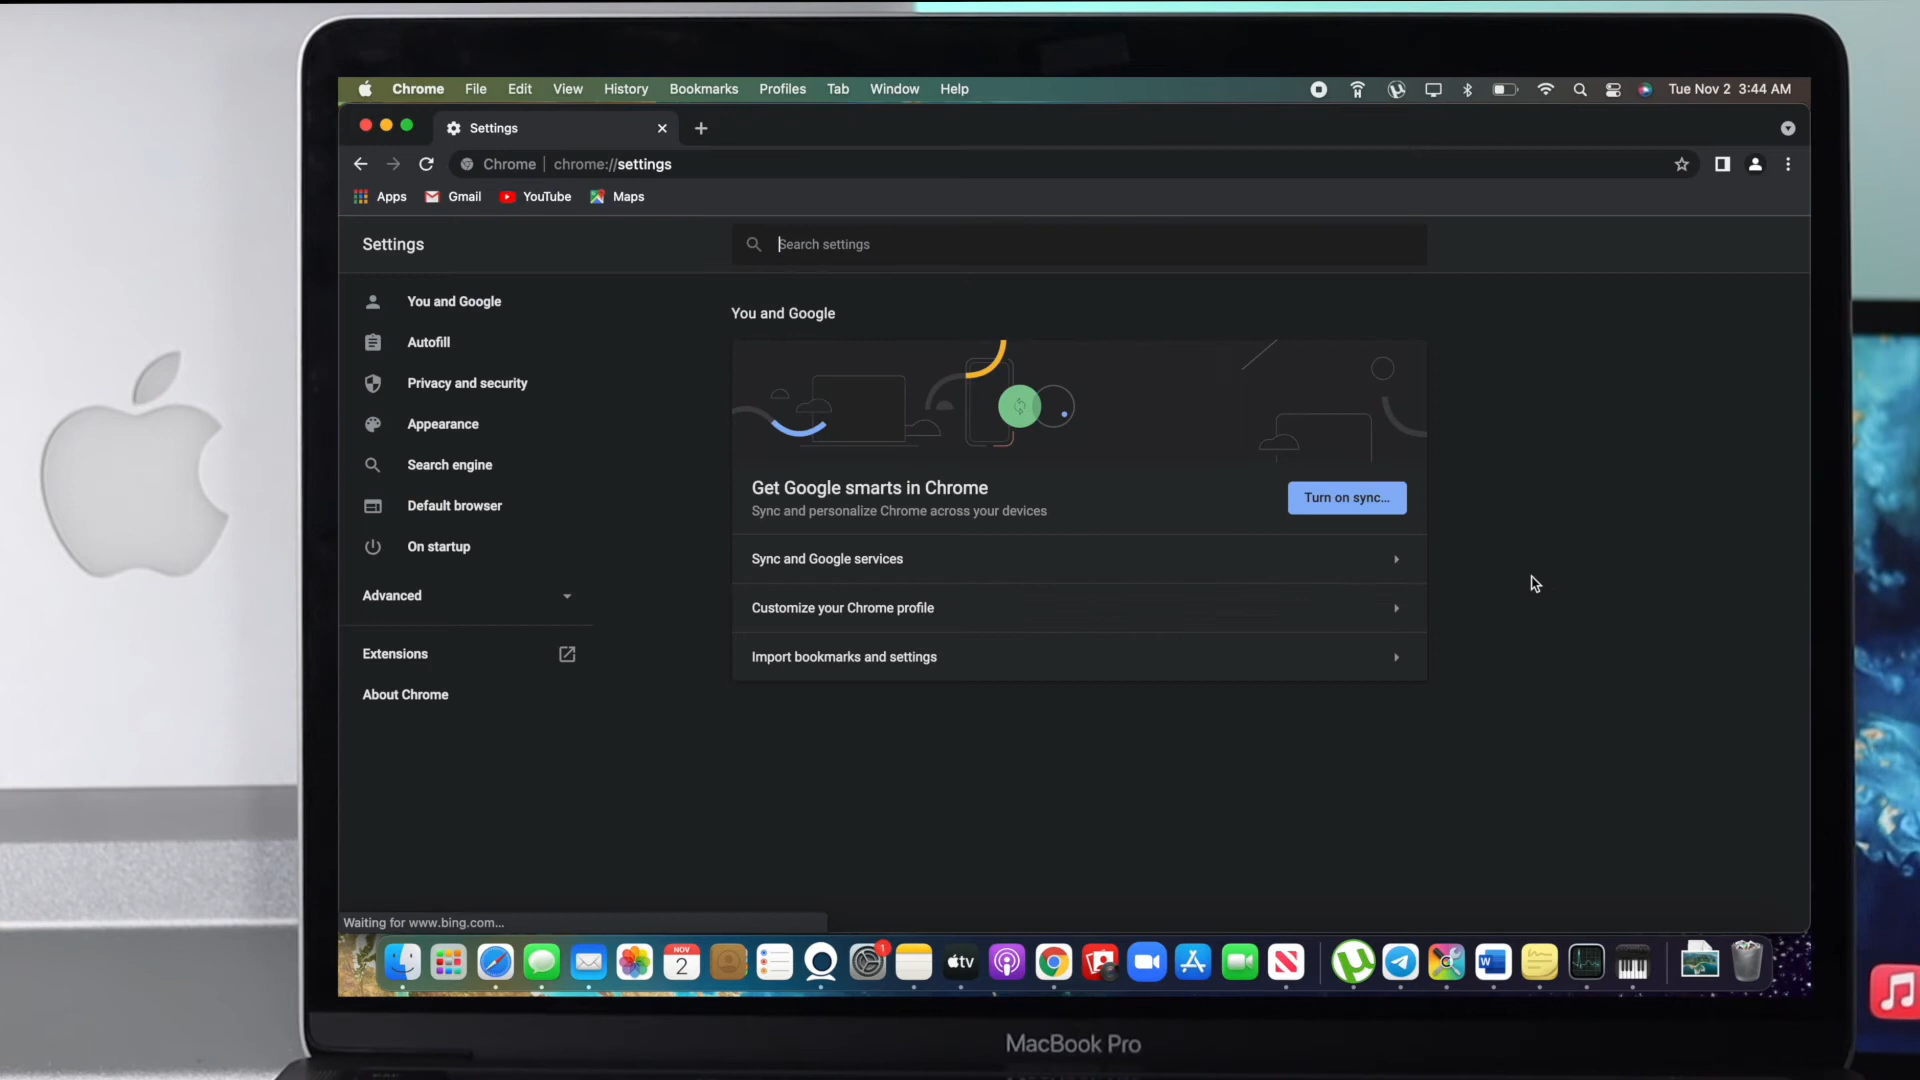 Chrome File Edit View History Bookmarks Profiles Tab Window Help Tue Nov 2 3:44 AM
Settings
Chrome | chrome://settings
Apps Gmail YouTube Maps
Settings
Search settings
You and Google
Autofill
Privacy and security
Appearance
Search engine
Default browser
On startup
Advanced
Extensions
About Chrome
You and Google
Get Google smarts in Chrome
Sync and personalize Chrome across your devices
Turn on sync...
Sync and Google services
Customize your Chrome profile
Import bookmarks and settings
Waiting for www.bing.com...
NOV
2
1
tv
W
MacBook Pro